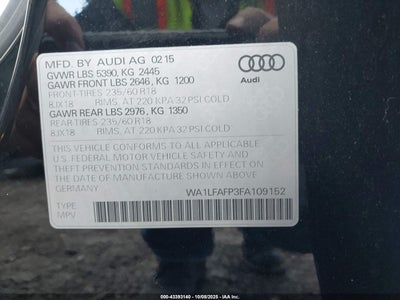 MFD. BY AUDI AG 02 15
GVWR LBS 5390, KG 2445
GAWR FRONT LBS 2646, KG 1200
FRONT-TIRES 235/60 R18
8JX18 RIMS, AT 220 KPA 32 PSI COLD
GAWR REAR LBS 2976, KG 1350
REAR TIRES 235/60 R18
8JX18 RIMS, AT 220 KPA 32 PSI COLD
Audi
THIS VEHICLE CONFORMS TO ALL APPLICABLE
U.S. FEDERAL MOTOR VEHICLE SAFETY AND
THEFT PREVENTION STANDARDS IN EFFECT ON
THE DATE OF MANUFACTURE SHOWN ABOVE.
GERMANY WA1LFAFP3FA109152
TYPE
MPV
000-43393140 - 10/08/2025 - www.iaai.com